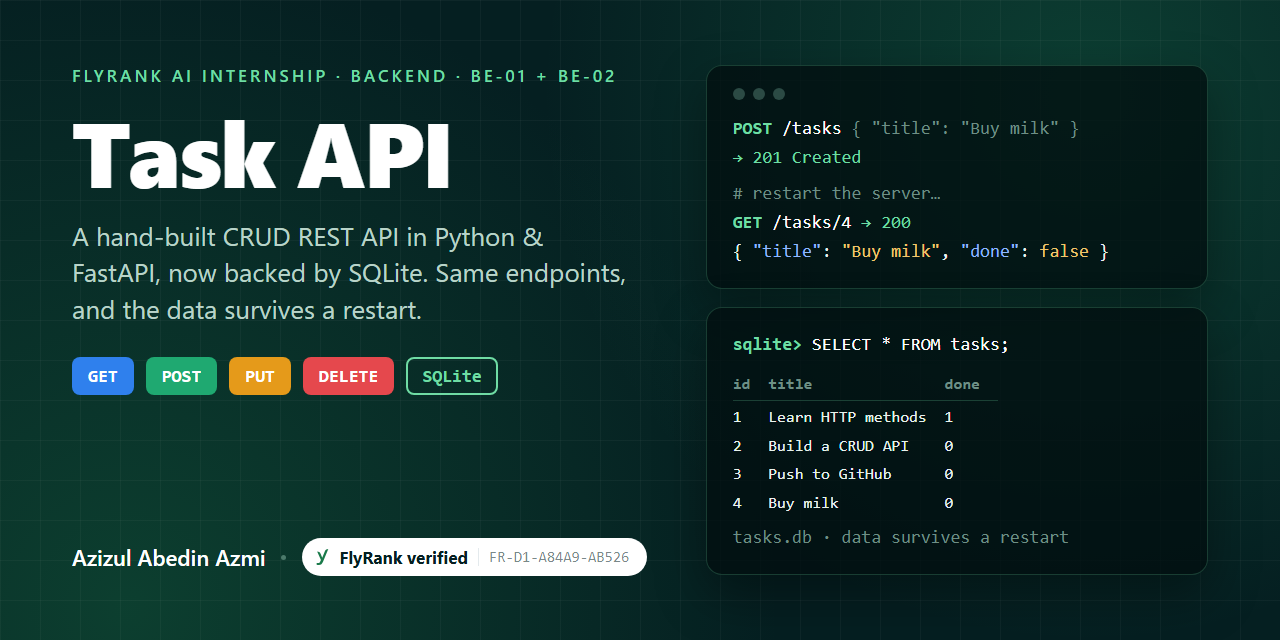 FLYRANK AI INTERNSHIP · BACKEND · BE-01 + BE-02
Task API
A hand-built CRUD REST API in Python &
FastAPI, now backed by SQLite. Same endpoints,
and the data survives a restart.
GET POST PUT DELETE SQLite
Azizul Abedin Azmi • FlyRank verified FR-D1-A84A9-AB526
POST /tasks { "title": "Buy milk" }
→ 201 Created
# restart the server…
GET /tasks/4 → 200
{ "title": "Buy milk", "done": false }
sqlite> SELECT * FROM tasks;
id title done
1 Learn HTTP methods 1
2 Build a CRUD API 0
3 Push to GitHub 0
4 Buy milk 0
tasks.db · data survives a restart